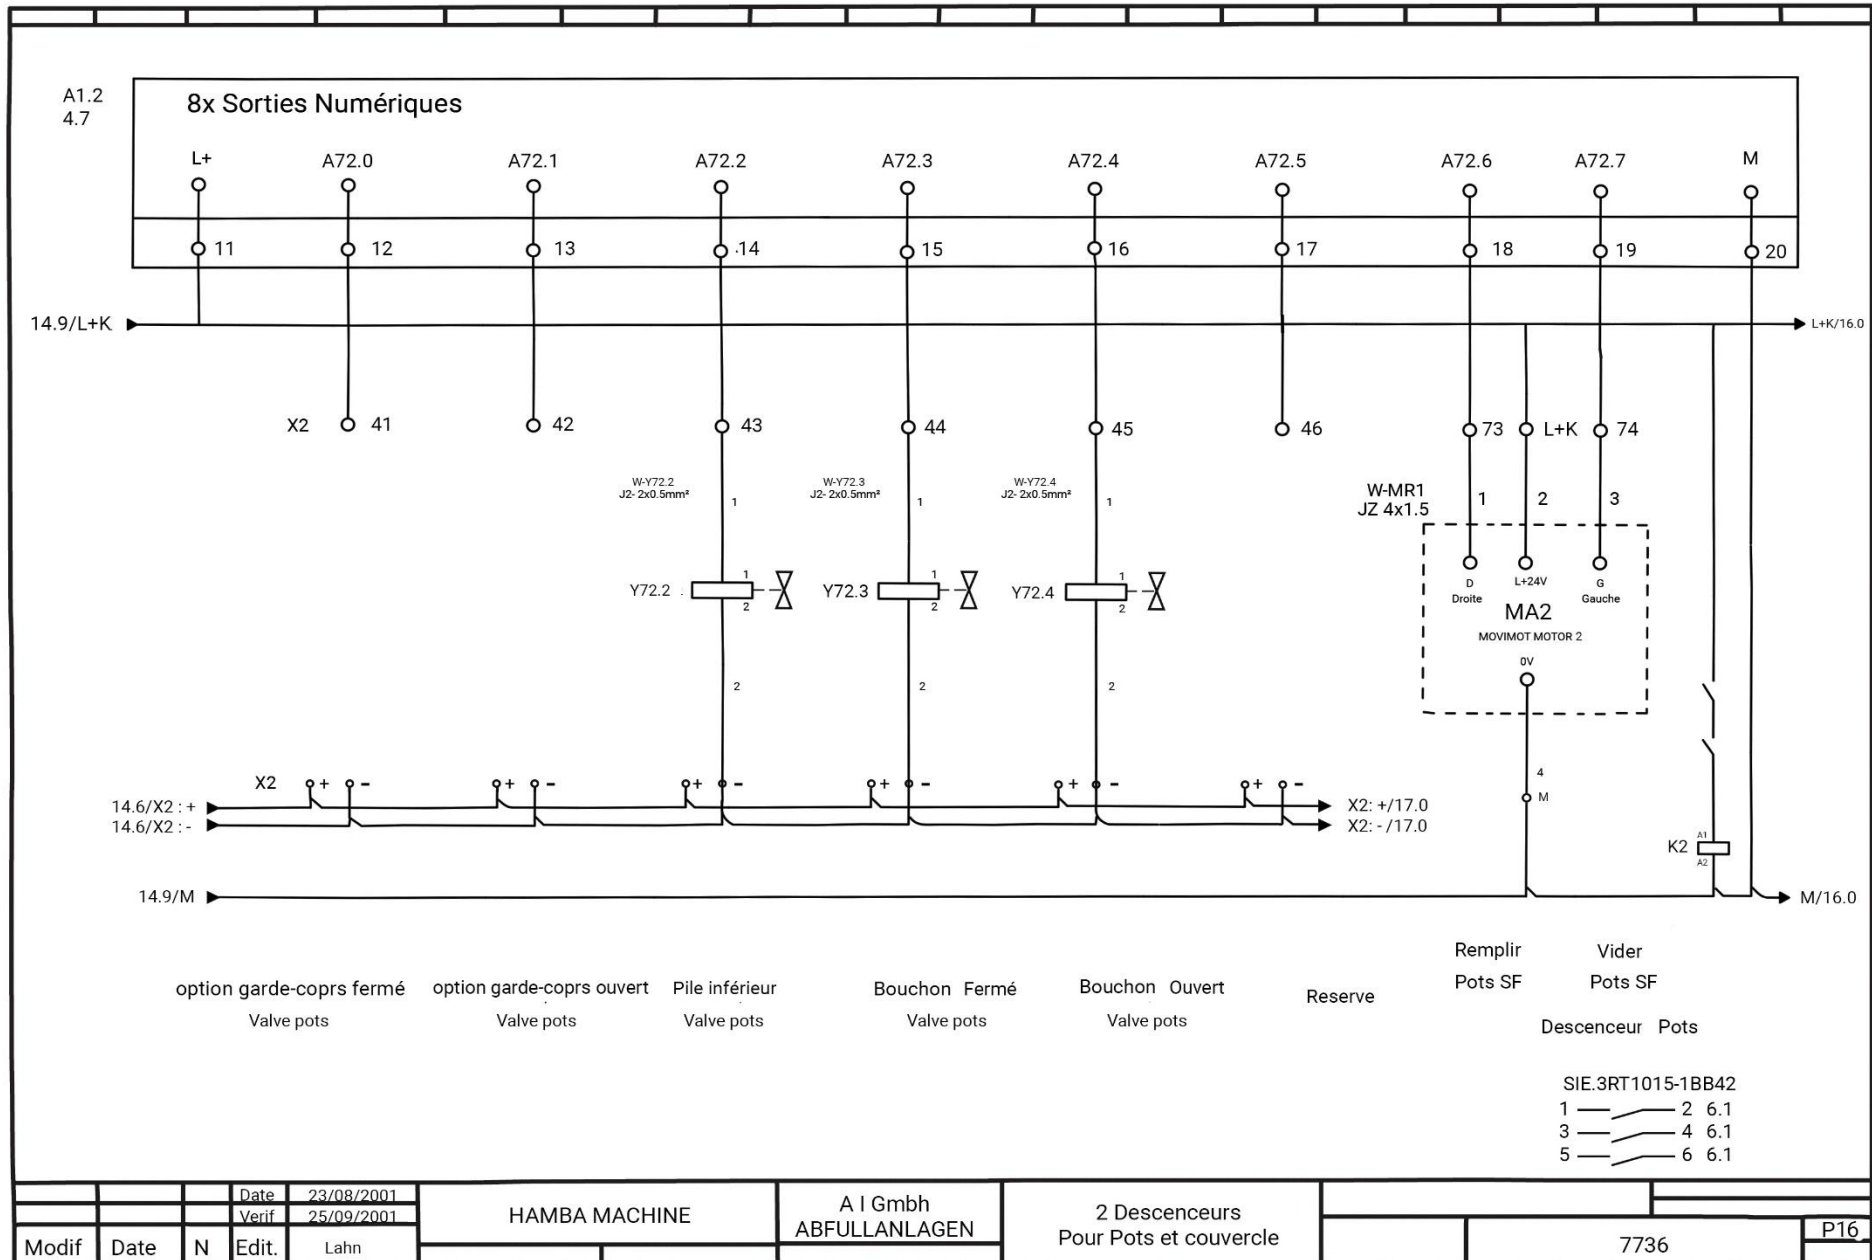 A1.2
4.7
8x Sorties Numériques
L+ A72.0 A72.1 A72.2 A72.3 A72.4 A72.5 A72.6 A72.7 M
11 12 13 .14 15 16 17 18 19 20
14.9/L+K L+K/16.0
X2 41 42 43 44 45 46 73 L+K 74
W-Y72.2 W-Y72.3 W-Y72.4
J2- 2x0.5mm² J2- 2x0.5mm² J2- 2x0.5mm²
1 1 1
W-MR1 1 2 3
JZ 4x1.5
D L+24V G
Droite Gauche
1 1 1
Y72.2 Y72.3 Y72.4
2 2 2
MA2
MOVIMOT MOTOR 2
0V
2 2 2
4
X2 + - + - + - + - + - + -
M
14.6/X2 : + X2: +/17.0
14.6/X2 : - X2: - /17.0
A1
K2
A2
14.9/M M/16.0
Remplir Vider
Pots SF Pots SF
option garde-coprs fermé option garde-coprs ouvert Pile inférieur Bouchon Fermé Bouchon Ouvert Reserve
Valve pots Valve pots Valve pots Valve pots Valve pots
Descenceur Pots
SIE.3RT1015-1BB42
1 2 6.1
3 4 6.1
5 6 6.1
Date 23/08/2001
Verif 25/09/2001
Modif Date N Edit. Lahn
HAMBA MACHINE
A I Gmbh
ABFULLANLAGEN
2 Descenceurs
Pour Pots et couvercle
7736
P16